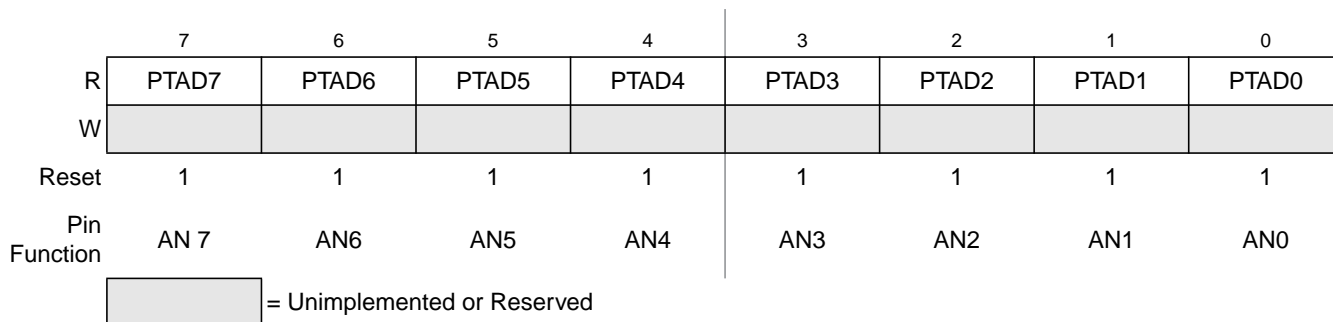 7 6 5 4 3 2 1 0
R PTAD7 PTAD6 PTAD5 PTAD4 PTAD3 PTAD2 PTAD1 PTAD0
W
Reset 1 1 1 1 1 1 1 1
Pin
Function AN 7 AN6 AN5 AN4 AN3 AN2 AN1 AN0
= Unimplemented or Reserved